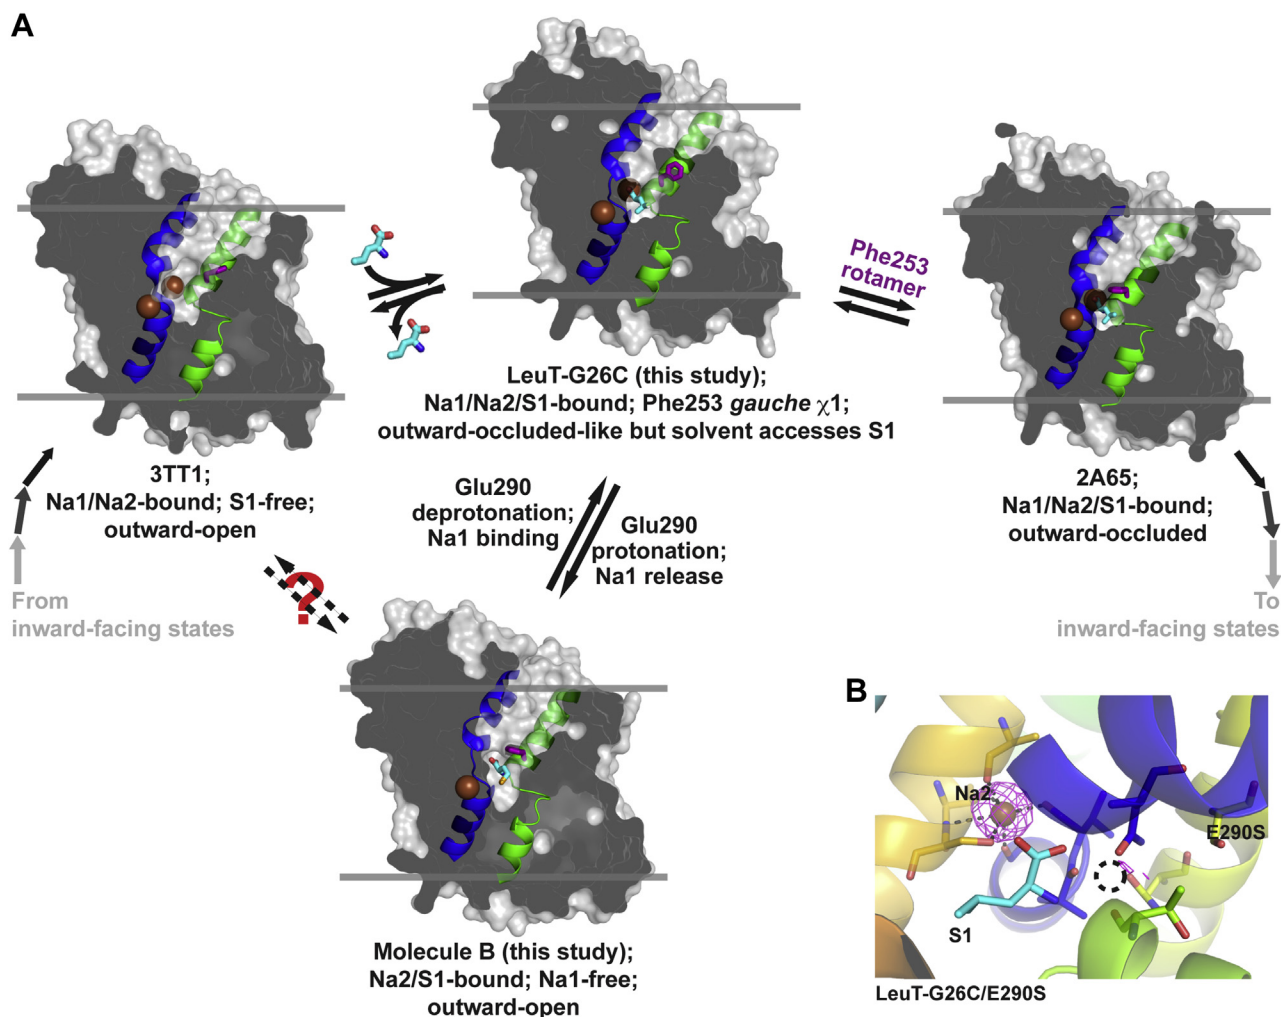 A
Phe253
rotamer
LeuT-G26C (this study);
Na1/Na2/S1-bound; Phe253 gauche χ1;
outward-occluded-like but solvent accesses S1
3TT1;
Na1/Na2-bound; S1-free;
outward-open
2A65;
Na1/Na2/S1-bound;
outward-occluded
Glu290
deprotonation;
Na1 binding
Glu290
protonation;
Na1 release
From
inward-facing states
?
To
inward-facing states
Molecule B (this study);
Na2/S1-bound; Na1-free;
outward-open
B
Na2
E290S
S1
LeuT-G26C/E290S